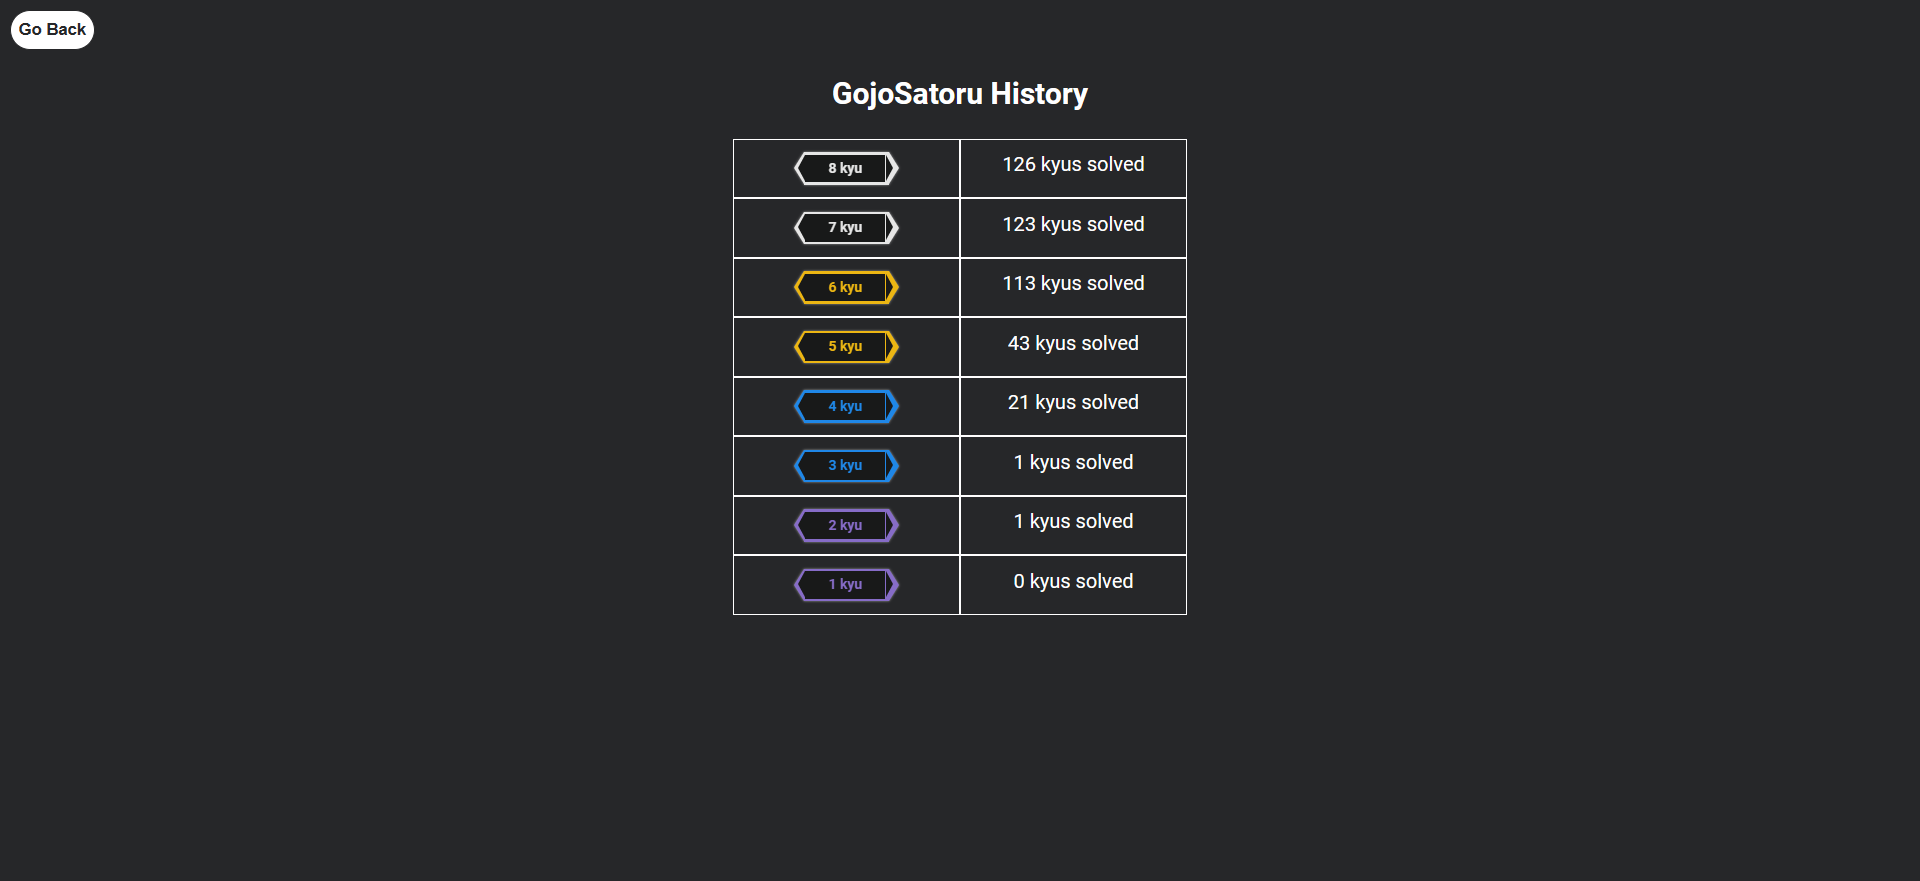 Go Back
GojoSatoru History
8 kyu 126 kyus solved
7 kyu 123 kyus solved
6 kyu 113 kyus solved
5 kyu 43 kyus solved
4 kyu 21 kyus solved
3 kyu 1 kyus solved
2 kyu 1 kyus solved
1 kyu 0 kyus solved